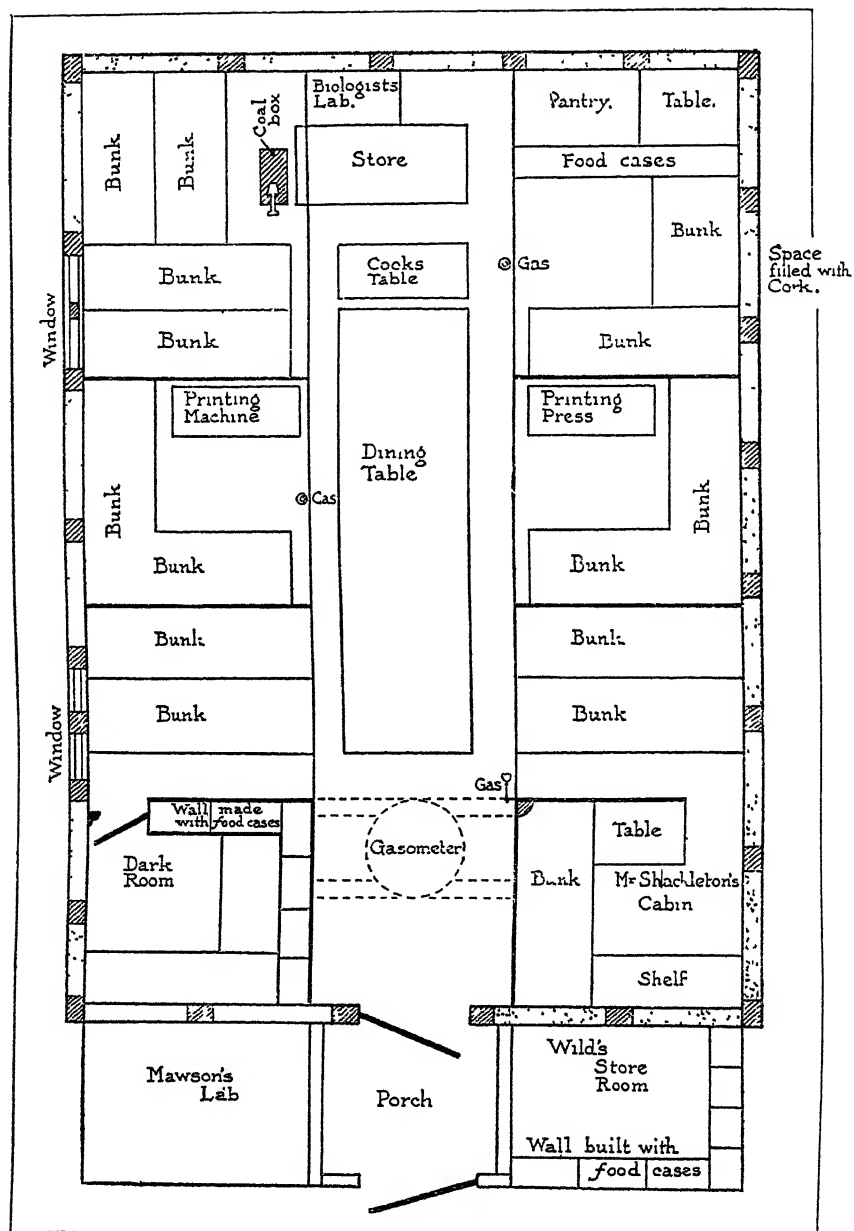 Biologists
Lab.
Pantry.
Table.
Coal
box
Store
Food cases
Bunk
Bunk
Bunk
Bunk
Cooks
Table
Gas
Space
filled with
Cork.
Bunk
Bunk
Window
Bunk
Printing
Machine
Printing
Press
Dining
Table
Gas
Bunk
Bunk
Bunk
Bunk
Bunk
Bunk
Bunk
Bunk
Window
Gas
Wall made
with food cases
Gasometer
Table
Dark
Room
Bunk
Mr Shackleton's
Cabin
Shelf
Mawson's
Lab
Porch
Wild's
Store
Room
Wall built with
food cases